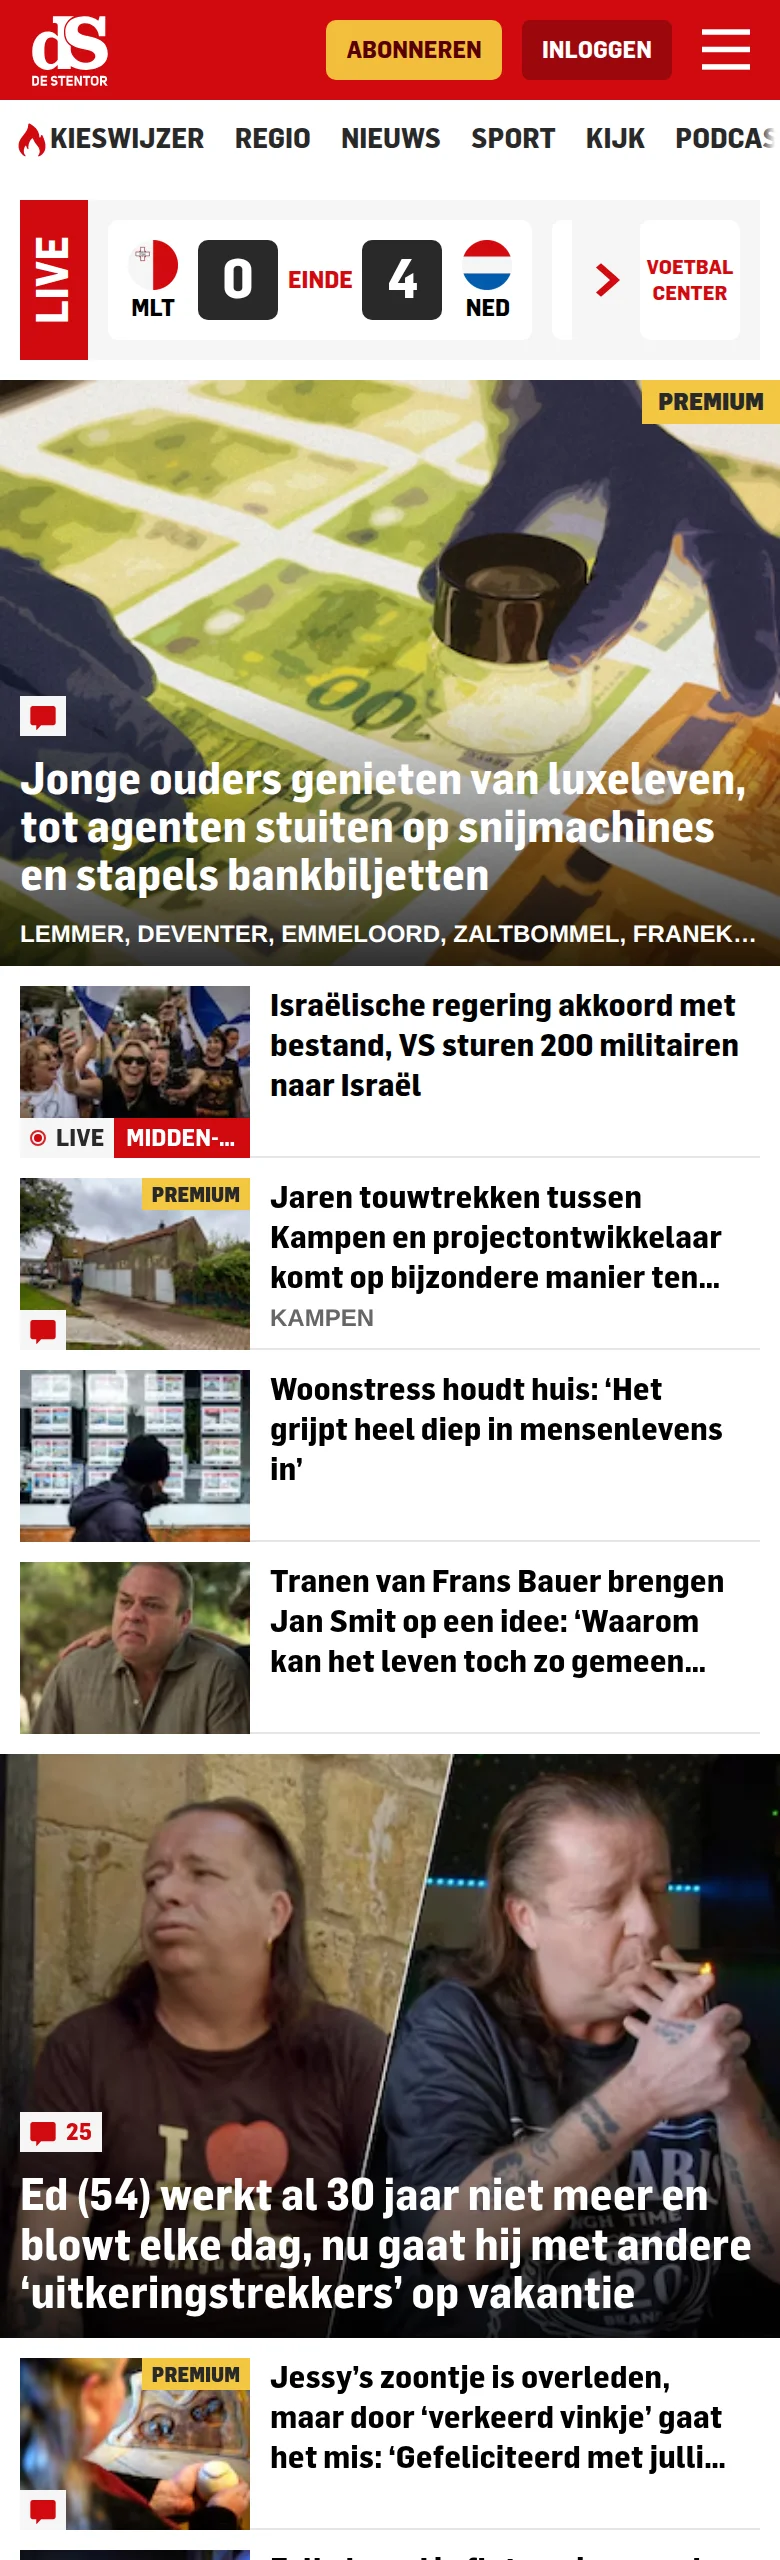 dS
DE STENTOR
ABONNEREN
INLOGGEN
KIESWIJZER REGIO NIEUWS SPORT KIJK PODCAS
LIVE
MLT
0
EINDE
4
NED
VOETBAL
CENTER
PREMIUM
100
Jonge ouders genieten van luxeleven,
tot agenten stuiten op snijmachines
en stapels bankbiljetten
LEMMER, DEVENTER, EMMELOORD, ZALTBOMMEL, FRANEK…
Israëlische regering akkoord met
bestand, VS sturen 200 militairen
naar Israël
LIVE MIDDEN-…
PREMIUM
Jaren touwtrekken tussen
Kampen en projectontwikkelaar
komt op bijzondere manier ten…
KAMPEN
Woonstress houdt huis: ‘Het
grijpt heel diep in mensenlevens
in’
Tranen van Frans Bauer brengen
Jan Smit op een idee: ‘Waarom
kan het leven toch zo gemeen…
25
Ed (54) werkt al 30 jaar niet meer en
blowt elke dag, nu gaat hij met andere
‘uitkeringstrekkers’ op vakantie
PREMIUM
Jessy’s zoontje is overleden,
maar door ‘verkeerd vinkje’ gaat
het mis: ‘Gefeliciteerd met julli…